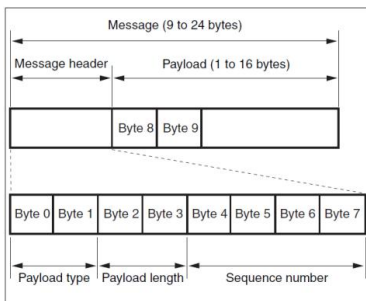 Message (9 to 24 bytes)
Message header
Payload (1 to 16 bytes)
Byte 8 Byte 9
Byte 0 Byte 1 Byte 2 Byte 3 Byte 4 Byte 5 Byte 6 Byte 7
Payload type Payload length Sequence number